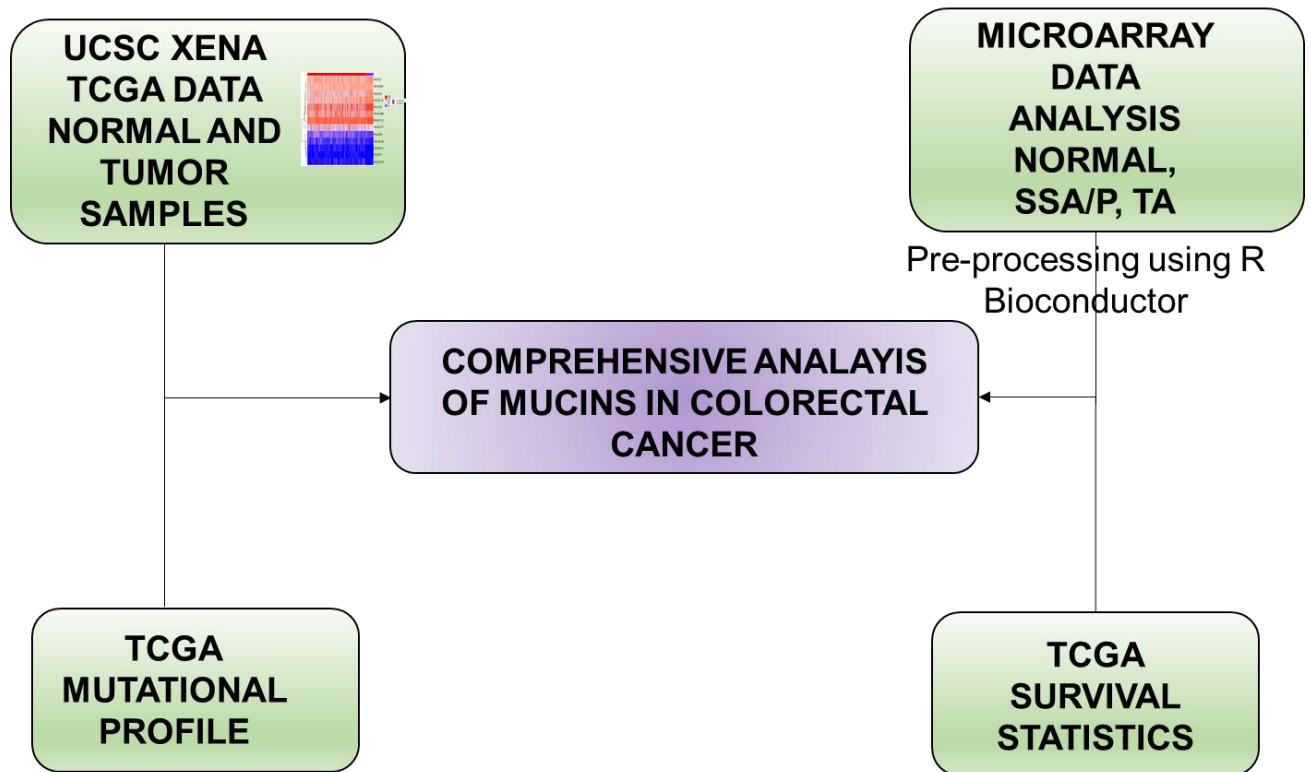 UCSC XENA
TCGA DATA
NORMAL AND
TUMOR
SAMPLES
MICROARRAY
DATA
ANALYSIS
NORMAL,
SSA/P, TA
Pre-processing using R
Bioconductor
COMPREHENSIVE ANALAYIS
OF MUCINS IN COLORECTAL
CANCER
TCGA
MUTATIONAL
PROFILE
TCGA
SURVIVAL
STATISTICS